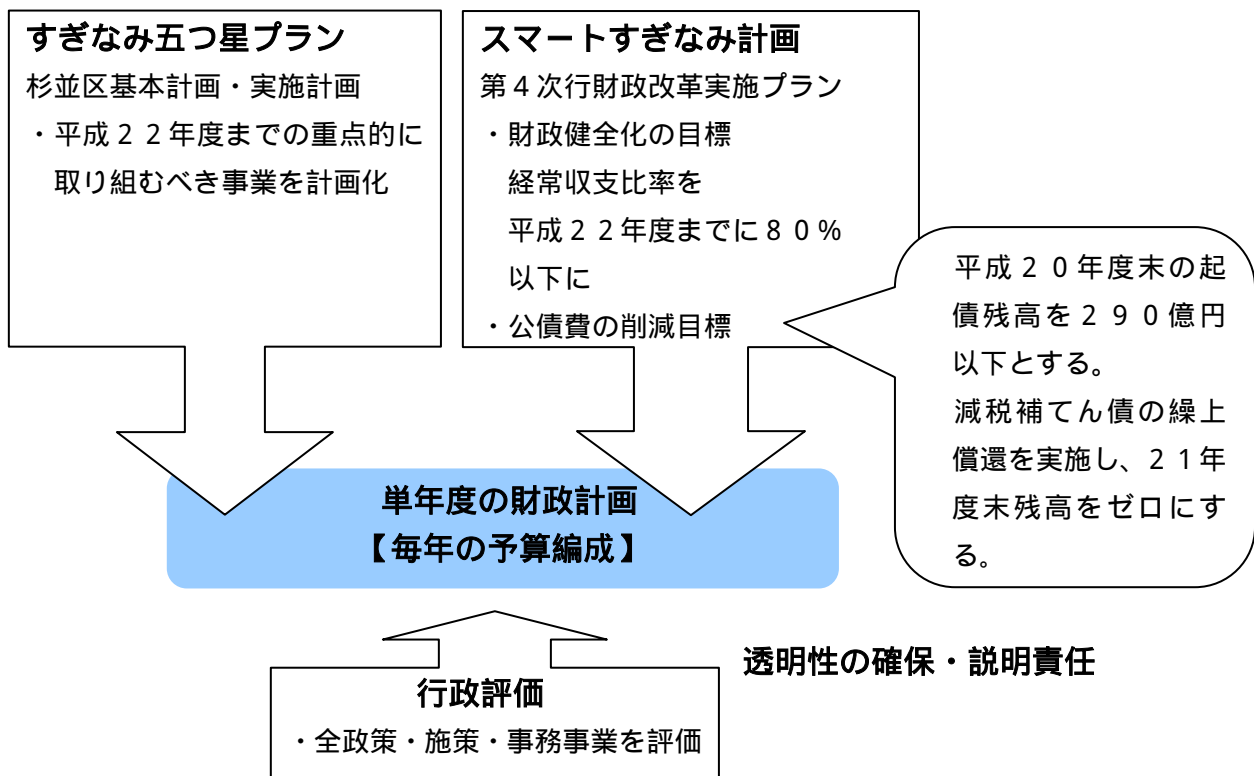 すぎなみ五つ星プラン
杉並区基本計画・実施計画
・平成22年度までの重点的に
取り組むべき事業を計画化
スマートすぎなみ計画
第4次行財政改革実施プラン
・財政健全化の目標
経常収支比率を
平成22年度までに80%
以下に
・公債費の削減目標
平成20年度末の起
債残高を290億円
以下とする。
減税補てん債の繰上
償還を実施し、21年
度末残高をゼロにす
る。
単年度の財政計画
【毎年の予算編成】
透明性の確保・説明責任
行政評価
・全政策・施策・事務事業を評価